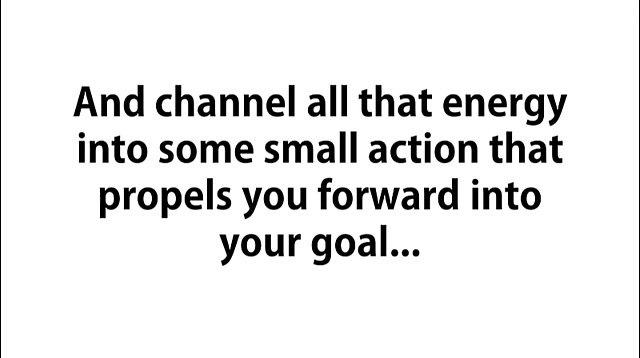 And channel all that energy
into some small action that
propels you forward into
your goal...